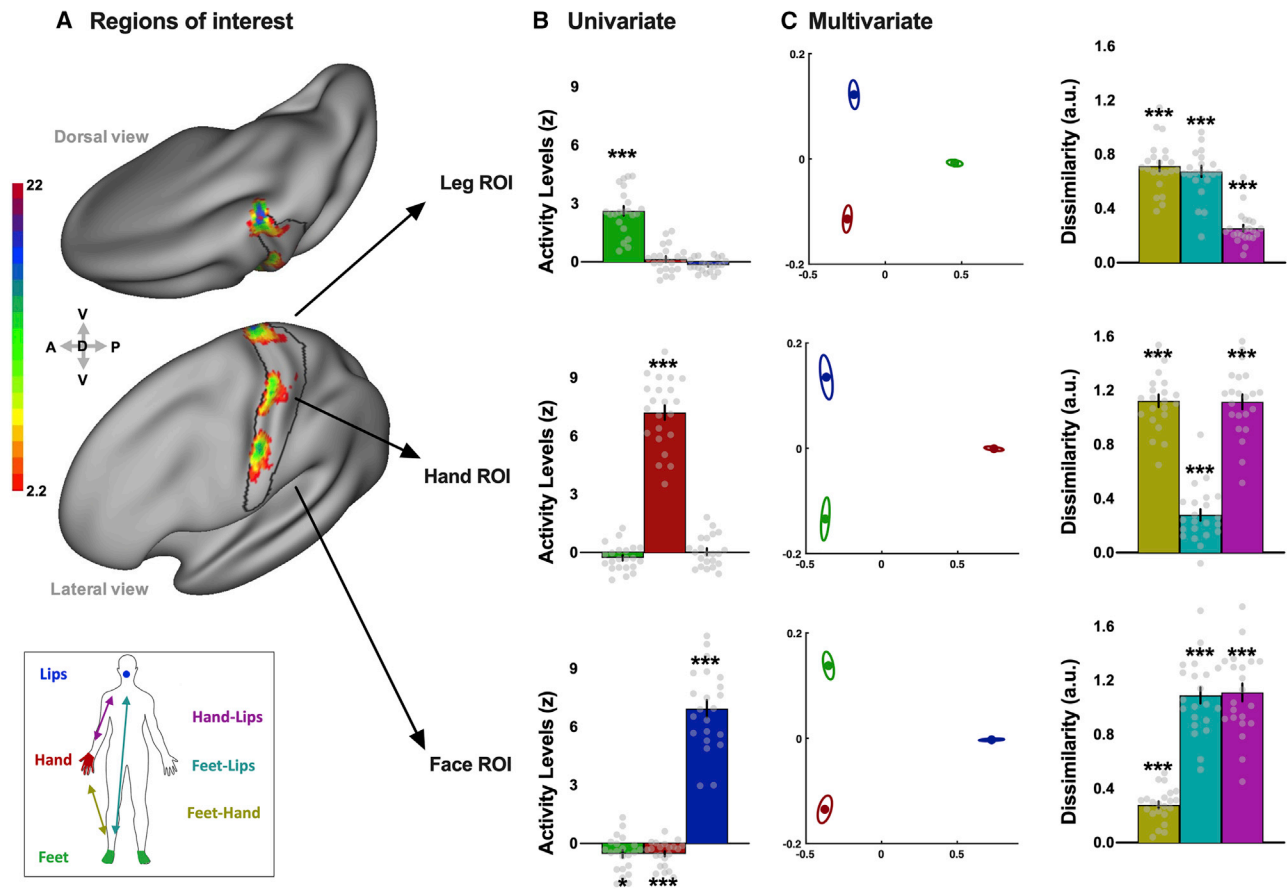 A Regions of interest
B Univariate
C Multivariate
Dorsal view
22
2.2
V
A D P
V
Lateral view
Leg ROI
Hand ROI
Face ROI
Lips
Hand
Feet
Hand-Lips
Feet-Lips
Feet-Hand
Activity Levels (z)
9
6
3
0
***
0.2
0
-0.2
-0.5
0
0.5
Dissimilarity (a.u.)
1.6
1.2
0.8
0.4
0.0
***
***
***
Activity Levels (z)
9
6
3
0
***
0.2
0
-0.2
-0.5
0
0.5
Dissimilarity (a.u.)
1.6
1.2
0.8
0.4
0.0
***
***
***
Activity Levels (z)
9
6
3
0
***
*
***
0.2
0
-0.2
-0.5
0
0.5
Dissimilarity (a.u.)
1.6
1.2
0.8
0.4
0.0
***
***
***